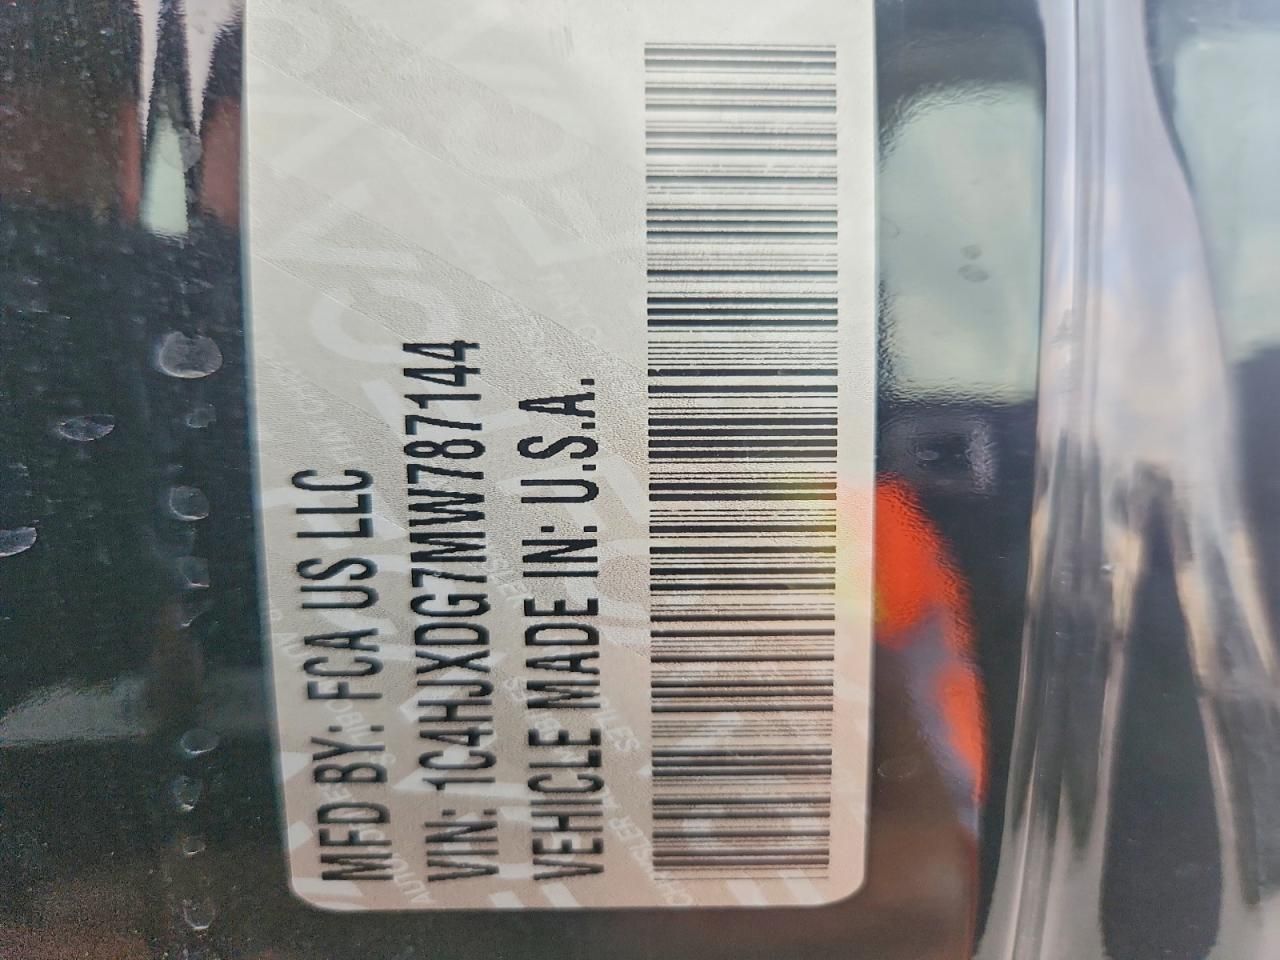 MFD BY: FCA US LLC
VIN: 1C4HJXDG7MW787144
VEHICLE MADE IN: U.S.A.